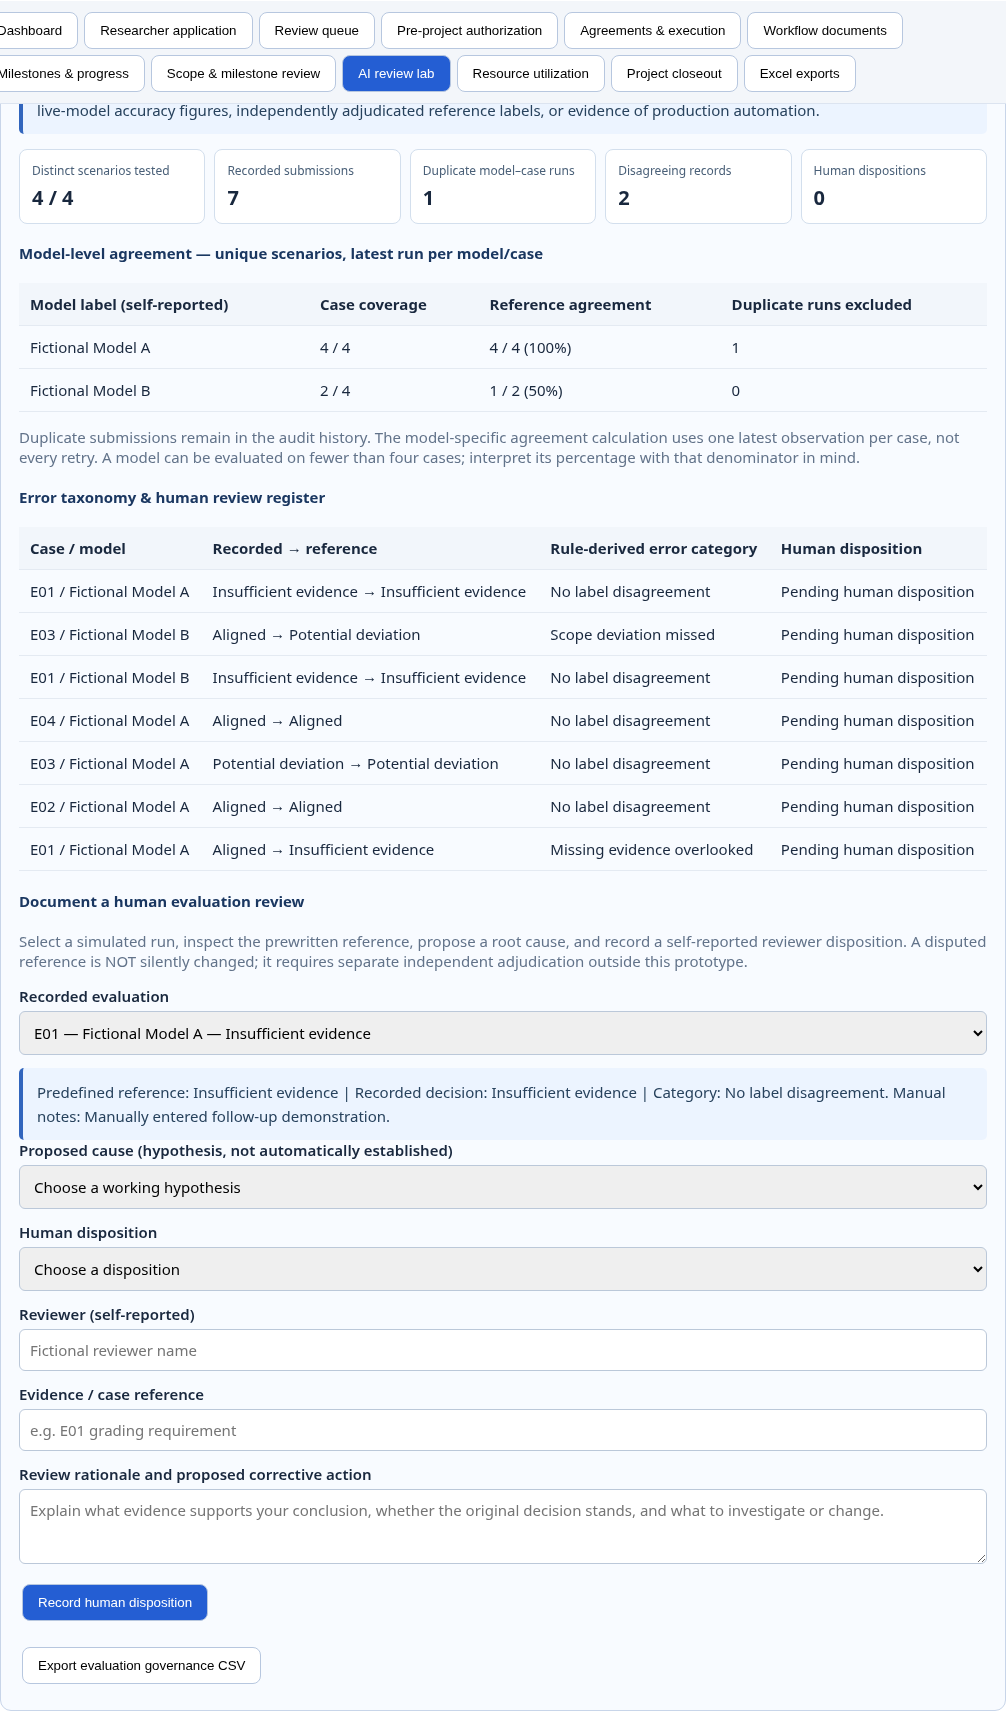 Dashboard Researcher application Review queue Pre-project authorization Agreements & execution Workflow documents
Milestones & progress Scope & milestone review AI review lab Resource utilization Project closeout Excel exports
live-model accuracy figures, independently adjudicated reference labels, or evidence of production automation.
Distinct scenarios tested Recorded submissions Duplicate model–case runs Disagreeing records Human dispositions
4 / 4 7 1 2 0
Model-level agreement — unique scenarios, latest run per model/case
Model label (self-reported) Case coverage Reference agreement Duplicate runs excluded
Fictional Model A 4 / 4 4 / 4 (100%) 1
Fictional Model B 2 / 4 1 / 2 (50%) 0
Duplicate submissions remain in the audit history. The model-specific agreement calculation uses one latest observation per case, not
every retry. A model can be evaluated on fewer than four cases; interpret its percentage with that denominator in mind.
Error taxonomy & human review register
Case / model Recorded → reference Rule-derived error category Human disposition
E01 / Fictional Model A Insufficient evidence → Insufficient evidence No label disagreement Pending human disposition
E03 / Fictional Model B Aligned → Potential deviation Scope deviation missed Pending human disposition
E01 / Fictional Model B Insufficient evidence → Insufficient evidence No label disagreement Pending human disposition
E04 / Fictional Model A Aligned → Aligned No label disagreement Pending human disposition
E03 / Fictional Model A Potential deviation → Potential deviation No label disagreement Pending human disposition
E02 / Fictional Model A Aligned → Aligned No label disagreement Pending human disposition
E01 / Fictional Model A Aligned → Insufficient evidence Missing evidence overlooked Pending human disposition
Document a human evaluation review
Select a simulated run, inspect the prewritten reference, propose a root cause, and record a self-reported reviewer disposition. A disputed
reference is NOT silently changed; it requires separate independent adjudication outside this prototype.
Recorded evaluation
E01 — Fictional Model A — Insufficient evidence
Predefined reference: Insufficient evidence | Recorded decision: Insufficient evidence | Category: No label disagreement. Manual
notes: Manually entered follow-up demonstration.
Proposed cause (hypothesis, not automatically established)
Choose a working hypothesis
Human disposition
Choose a disposition
Reviewer (self-reported)
Fictional reviewer name
Evidence / case reference
e.g. E01 grading requirement
Review rationale and proposed corrective action
Explain what evidence supports your conclusion, whether the original decision stands, and what to investigate or change.
Record human disposition
Export evaluation governance CSV